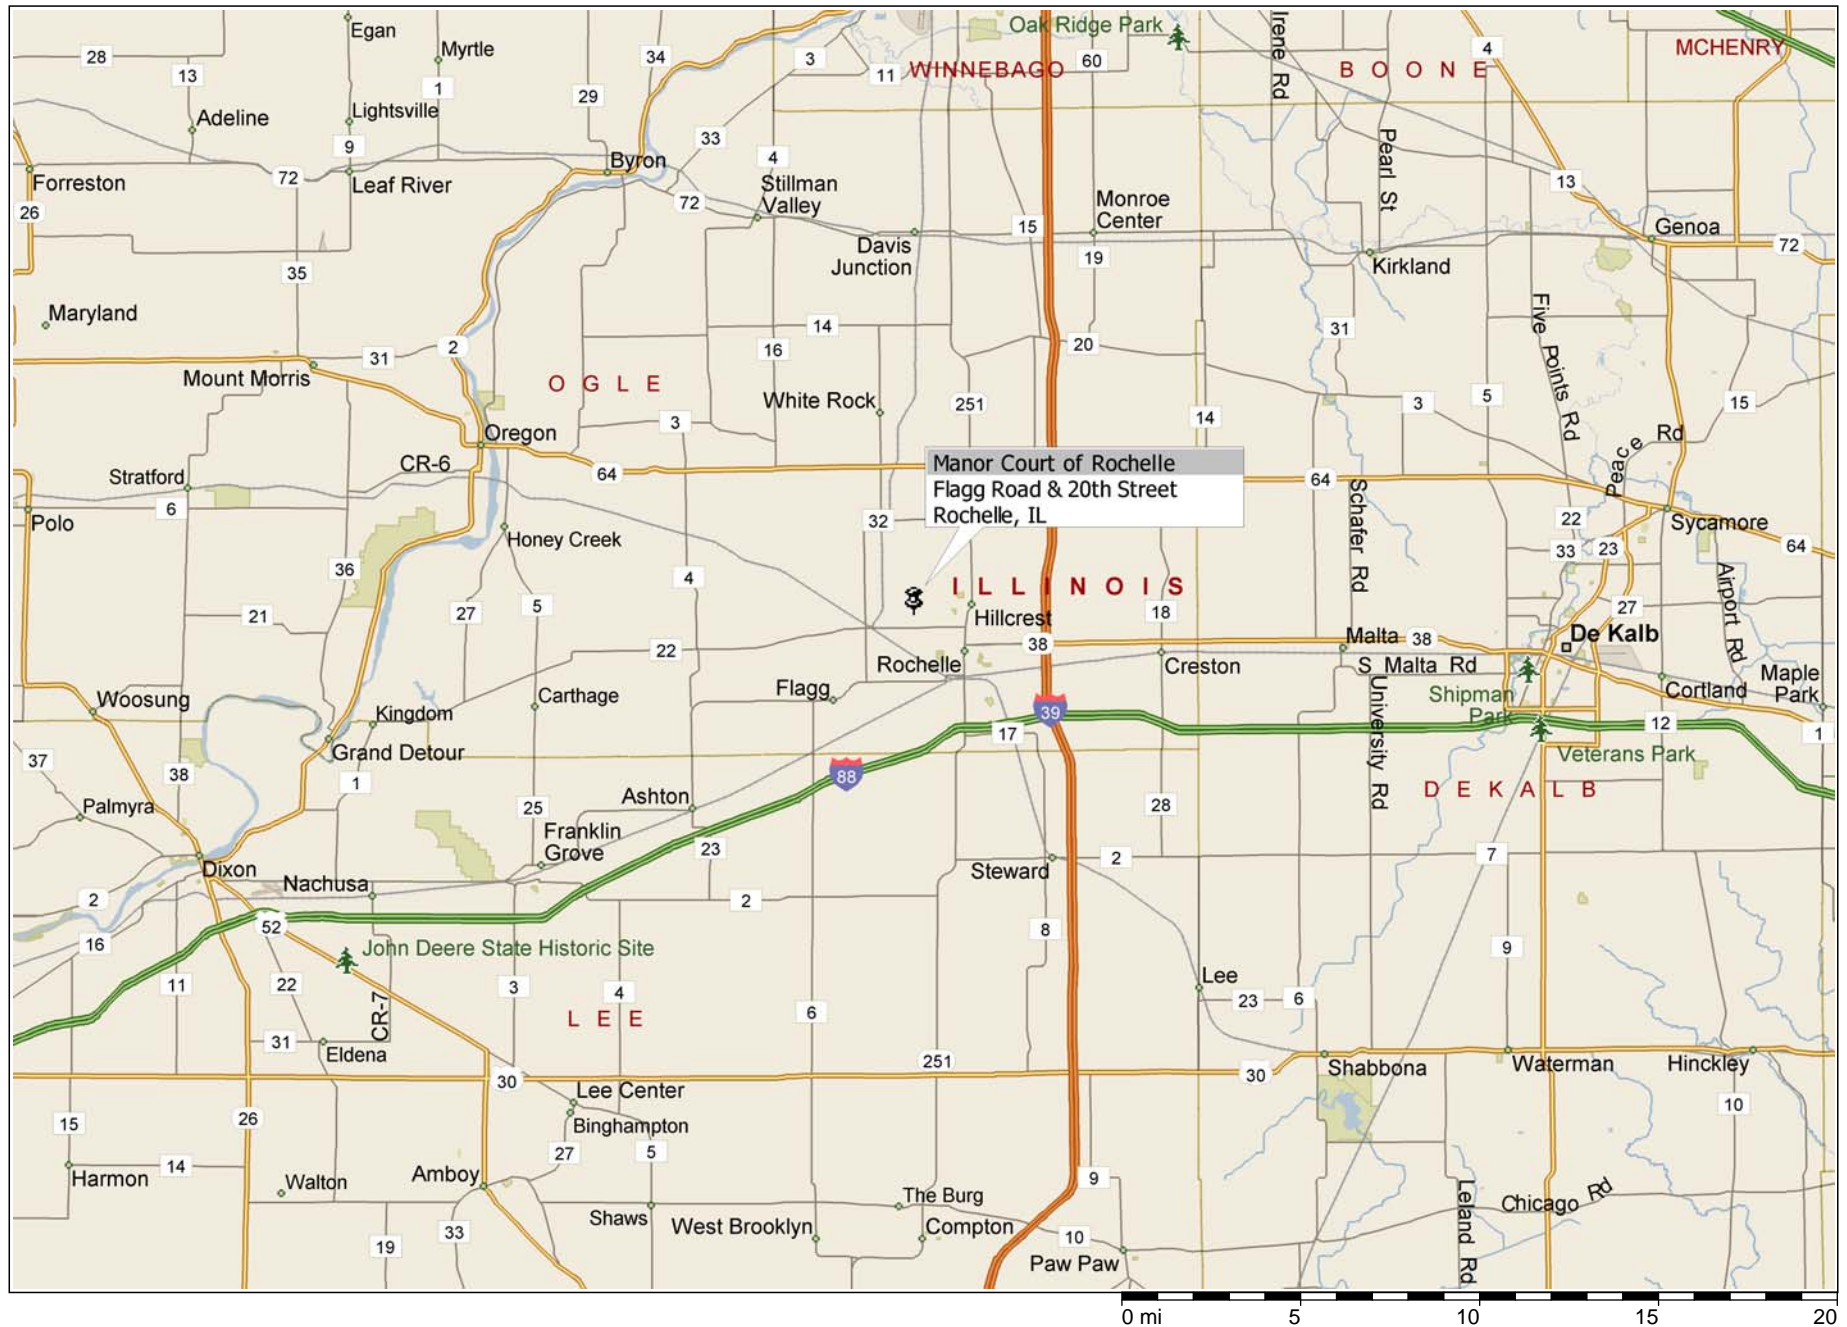 Egan
Oak Ridge Park
Irene Rd
4
MCHENRY
28
Myrtle
34
3
60
13
11
WINNEBAGO
BOONE
1
29
Lightsville
Adeline
33
9
Pearl St
4
Byron
72
Forreston
Leaf River
Stillman
Valley
72
13
26
Monroe
Center
15
Genoa
Davis
Junction
72
35
19
Kirkland
Maryland
Five Points Rd
14
31
2
31
16
20
Mount Morris
OGLE
White Rock
251
3
5
15
3
14
Oregon
Peace Rd
CR-6
64
Manor Court of Rochelle
Flagg Road & 20th Street
Rochelle, IL
64
Stratford
Schafer Rd
6
Polo
32
22
Sycamore
Honey Creek
33
23
64
36
4
ILLINOIS
Airport Rd
21
27
5
Hillcrest
18
27
38
Malta
38
De Kalb
22
Rochelle
Creston
S Malta Rd
Flagg
Maple
Park
Woosung
Carthage
Shipman
Park
Cortland
Kingdom
39
University Rd
12
17
1
Grand Detour
37
38
Veterans Park
1
88
DEKALB
Palmyra
25
Ashton
28
Franklin
Grove
23
7
Dixon
Steward
2
Nachusa
2
2
52
8
16
John Deere State Historic Site
9
11
22
CR-7
3
4
Lee
23
6
6
LEE
31
Eldena
251
Shabbona
Waterman
Hinckley
30
30
Lee Center
15
26
Binghampton
10
27
5
14
Harmon
Walton
Amboy
9
The Burg
Leland Rd
Chicago Rd
Shaws
West Brooklyn
Compton
33
19
10
Paw Paw
0 mi
5
10
15
20